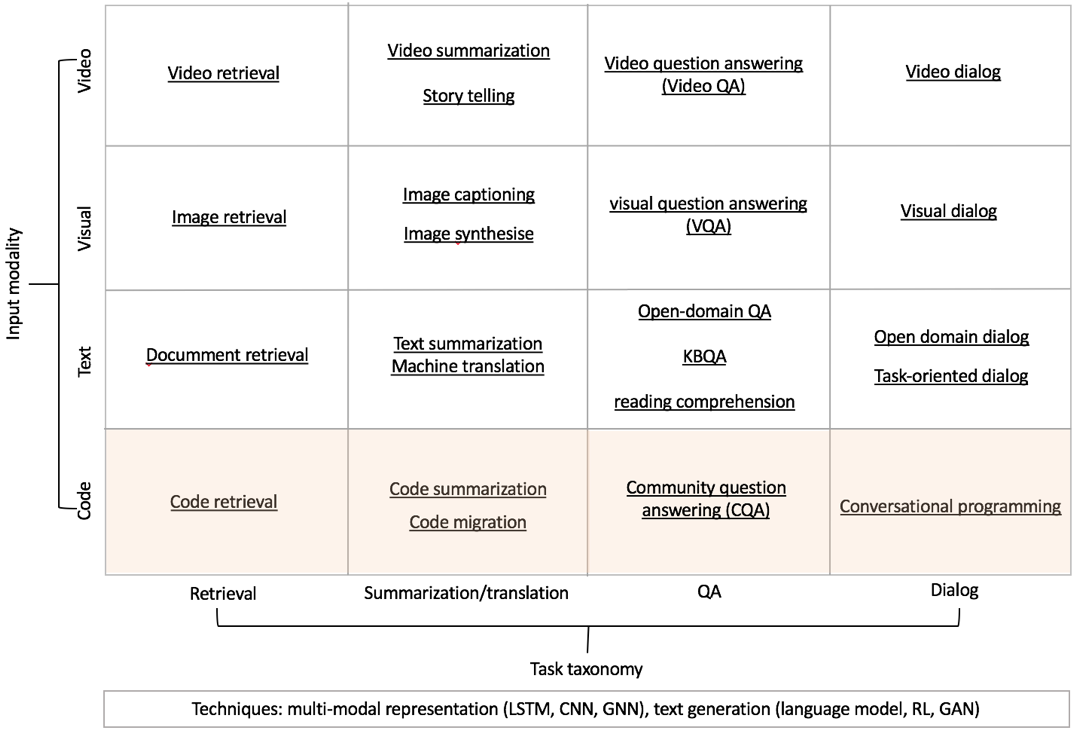 Input modality
Video
Video retrieval
Video summarization
Story telling
Video question answering
(Video QA)
Video dialog
Visual
Image retrieval
Image captioning
Image synthesise
visual question answering
(VQA)
Visual dialog
Text
Documment retrieval
Text summarization
Machine translation
Open-domain QA
KBQA
reading comprehension
Open domain dialog
Task-oriented dialog
Code
Code retrieval
Code summarization
Code migration
Community question
answering (CQA)
Conversational programming
Retrieval
Summarization/translation
QA
Dialog
Task taxonomy
Techniques: multi-modal representation (LSTM, CNN, GNN), text generation (language model, RL, GAN)